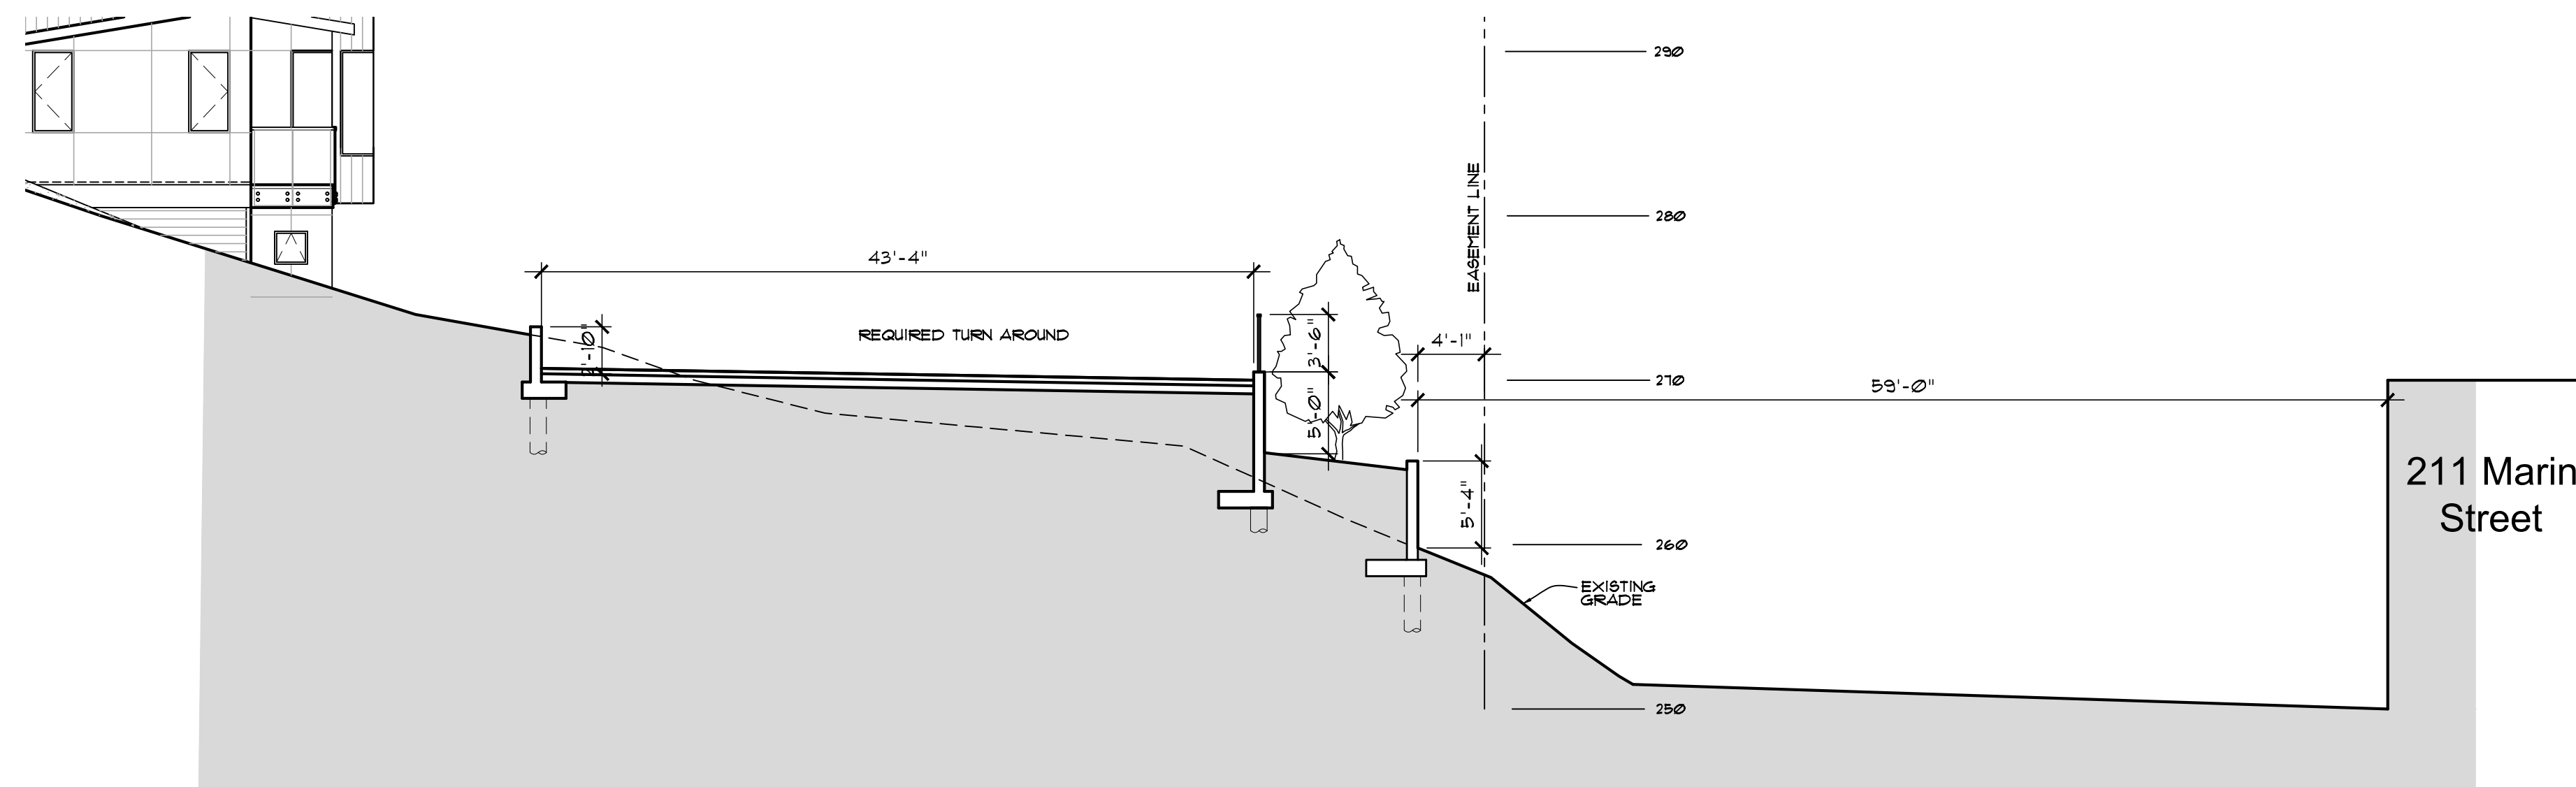 290
280
EASEMENT LINE
43'-4"
REQUIRED TURN AROUND
2'-10"
3'-6"
4'-1"
270
59'-0"
5'-0"
211 Marin
Street
5'-4"
260
EXISTING
GRADE
250